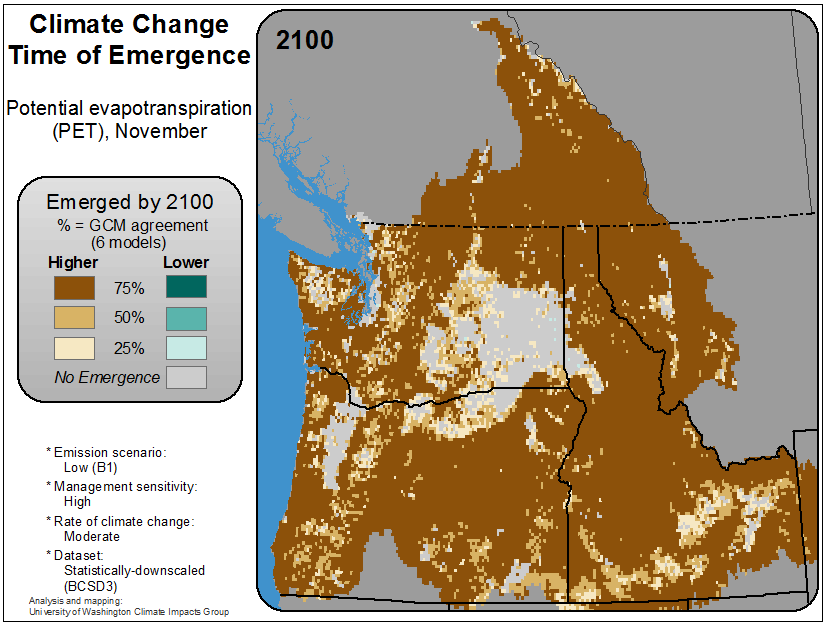 Climate Change
Time of Emergence
2100
Potential evapotranspiration
(PET), November
Emerged by 2100
% = GCM agreement
(6 models)
Higher Lower
75%
50%
25%
No Emergence
* Emission scenario:
Low (B1)
* Management sensitivity:
High
* Rate of climate change:
Moderate
* Dataset:
Statistically-downscaled
(BCSD3)
Analysis and mapping:
University of Washington Climate Impacts Group